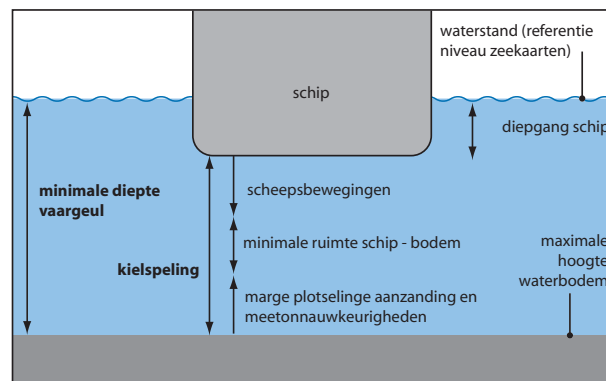 waterstand (referentie
niveau zeekaarten)
schip
diepgang schip
scheepsbewegingen
minimale diepte
vaargeul
minimale ruimte schip - bodem
kielspeling
maximale
hoogte
waterbodem
marge plotselinge aanzanding en
meetonnauwkeurigheden